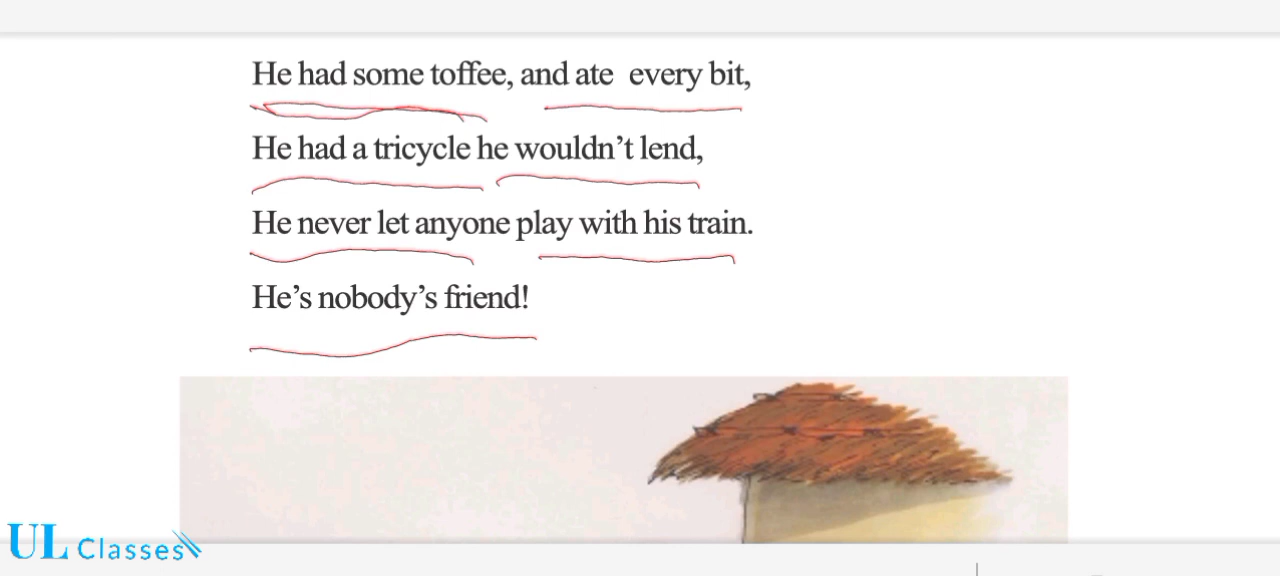 He had some toffee, and ate every bit,
He had a tricycle he wouldn't lend,
He never let anyone play with his train.
He's nobody's friend!
UL Classes